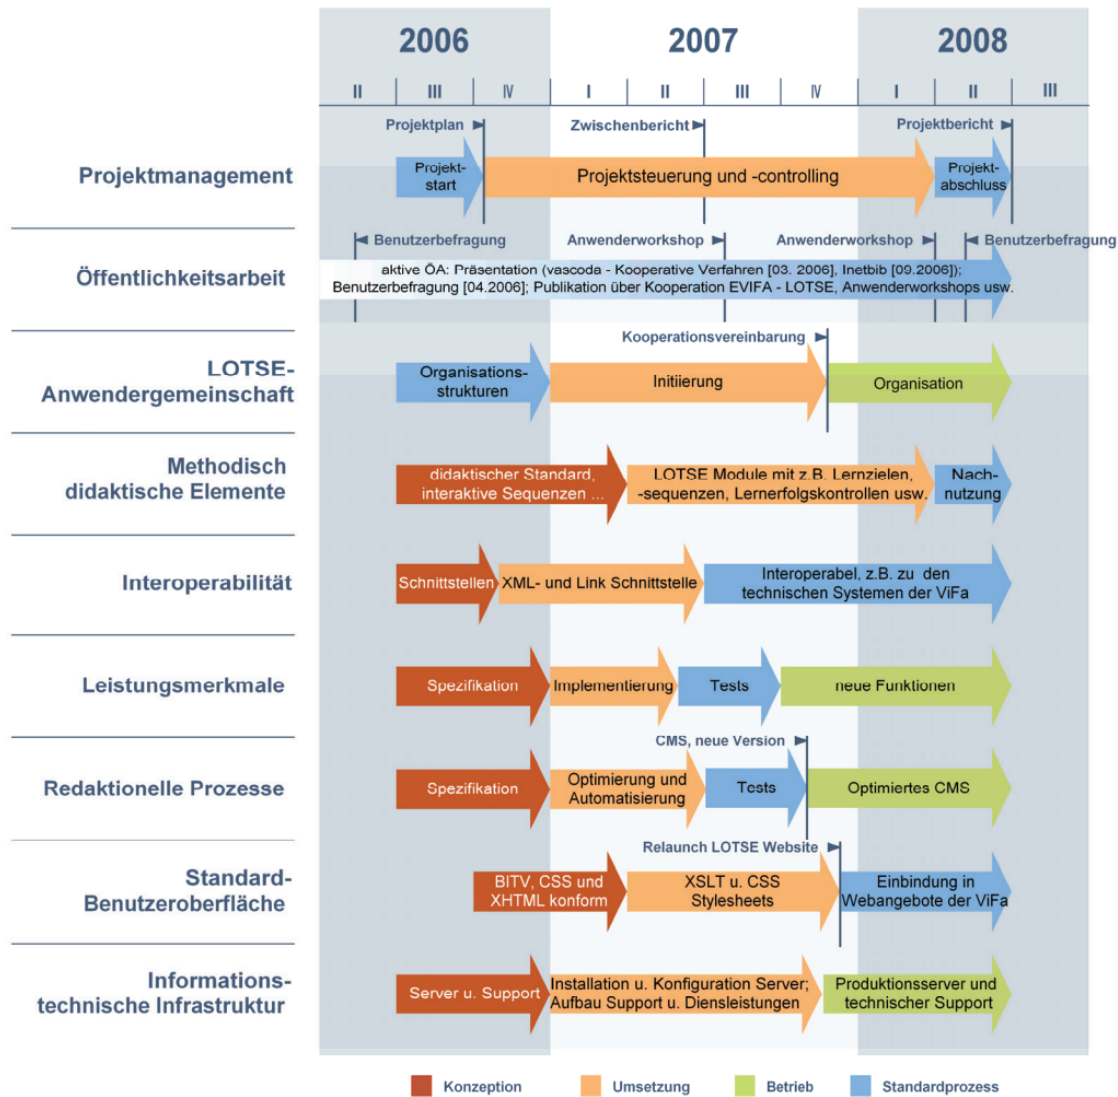 2006 2007 2008
II III IV I II III IV I II III
Projektplan Zwischenbericht Projektbericht
Projektmanagement
Projekt-
start
Projektsteuerung und -controlling
Projekt-
abschluss
Benutzerbefragung Anwenderworkshop Anwenderworkshop Benutzerbefragung
Öffentlichkeitsarbeit
aktive ÖA: Präsentation (vascoda - Kooperative Verfahren [03. 2006], Inetbib [09.2006]);
Benutzerbefragung [04.2006]; Publikation über Kooperation EVIFA - LOTSE, Anwenderworkshops usw.
Kooperationsvereinbarung
LOTSE-
Anwendergemeinschaft
Organisations-
strukturen
Initiierung
Organisation
Methodisch
didaktische Elemente
didaktischer Standard,
interaktive Sequenzen ...
LOTSE Module mit z.B. Lernzielen,
-sequenzen, Lernerfolgskontrollen usw.
Nach-
nutzung
Interoperabilität
Schnittstellen
XML- und Link Schnittstelle
Interoperabel, z.B. zu den
technischen Systemen der ViFa
Leistungsmerkmale
Spezifikation
Implementierung
Tests
neue Funktionen
CMS, neue Version
Redaktionelle Prozesse
Spezifikation
Optimierung und
Automatisierung
Tests
Optimiertes CMS
Relaunch LOTSE Website
Standard-
Benutzeroberfläche
BITV, CSS und
XHTML konform
XSLT u. CSS
Stylesheets
Einbindung in
Webangebote der ViFa
Informations-
technische Infrastruktur
Server u. Support
Installation u. Konfiguration Server;
Aufbau Support u. Diensleistungen
Produktionsserver und
technischer Support
Konzeption Umsetzung Betrieb Standardprozess